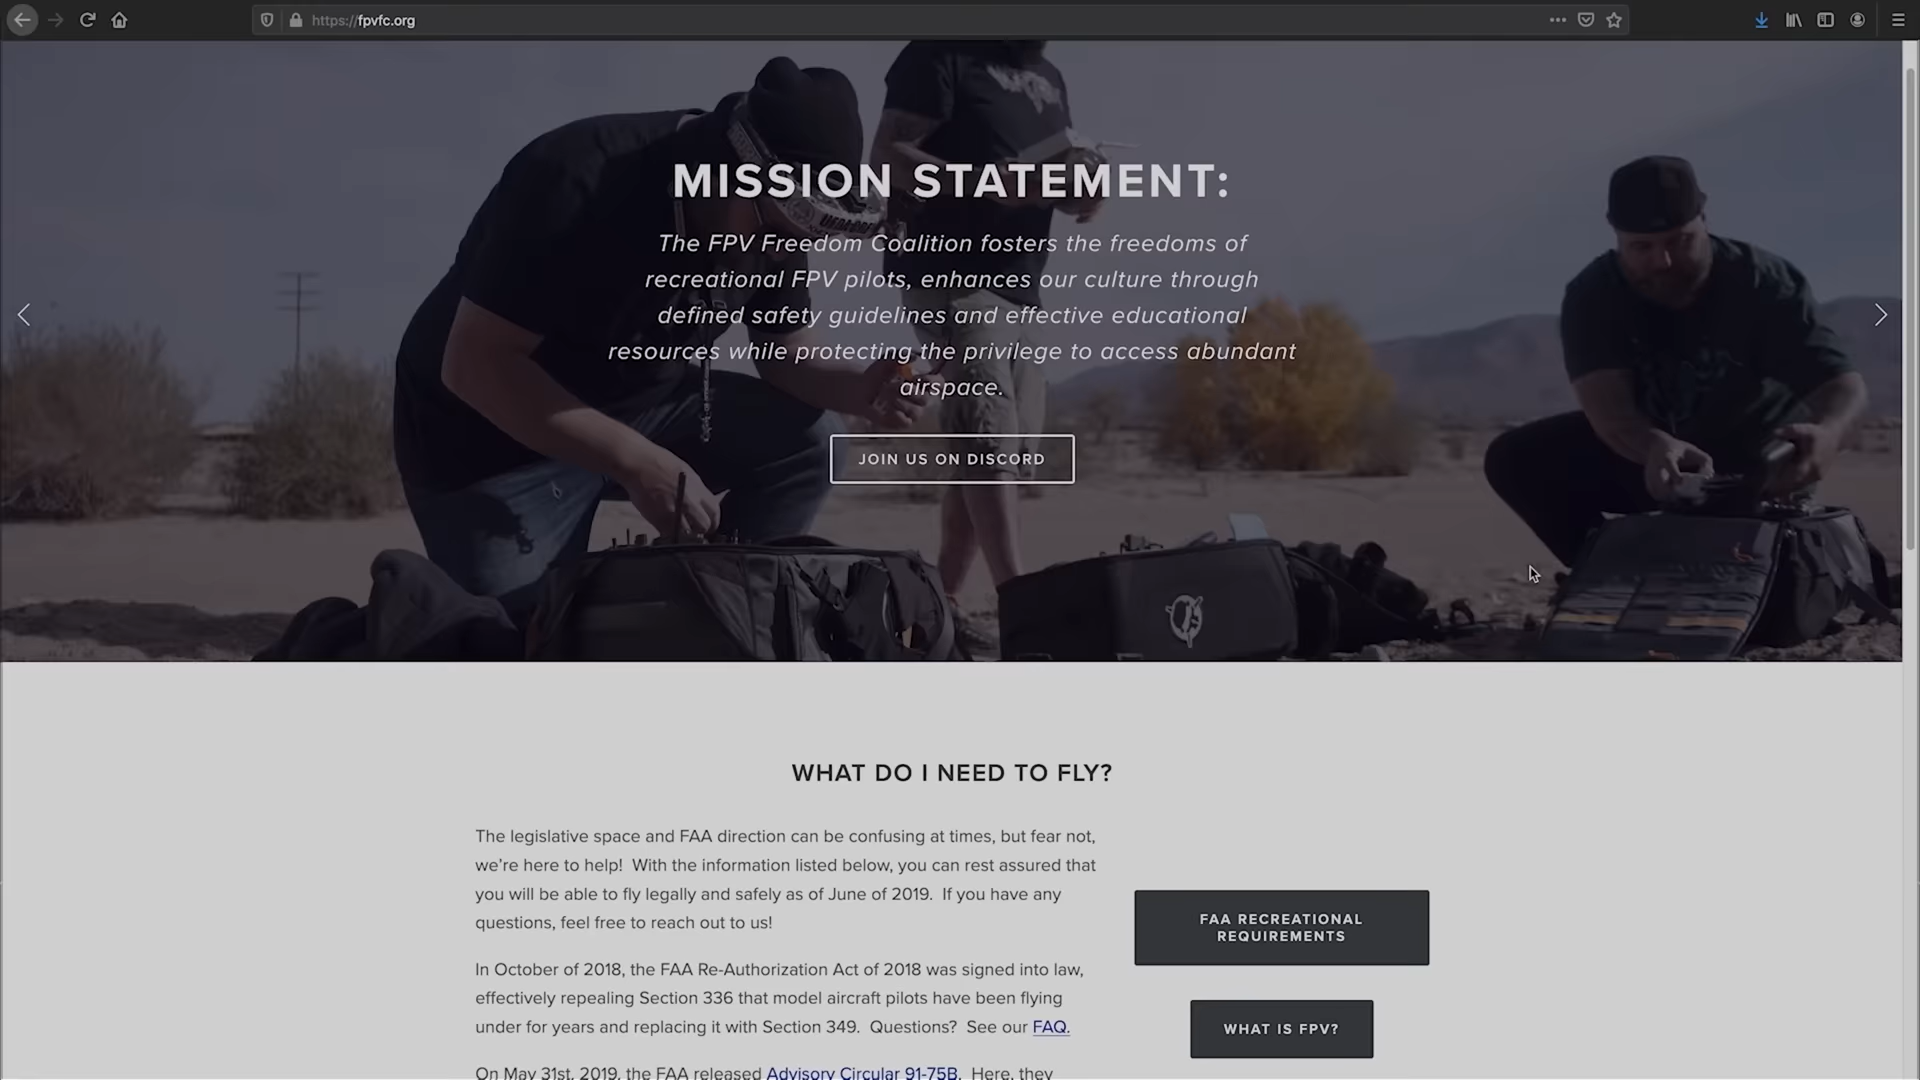 https://fpvfc.org
MISSION STATEMENT:
The FPV Freedom Coalition fosters the freedoms of
recreational FPV pilots, enhances our culture through
defined safety guidelines and effective educational
resources while protecting the privilege to access abundant
airspace.
JOIN US ON DISCORD
WHAT DO I NEED TO FLY?
The legislative space and FAA direction can be confusing at times, but fear not,
we're here to help! With the information listed below, you can rest assured that
you will be able to fly legally and safely as of June of 2019. If you have any
questions, feel free to reach out to us!
In October of 2018, the FAA Re-Authorization Act of 2018 was signed into law,
effectively repealing Section 336 that model aircraft pilots have been flying
under for years and replacing it with Section 349. Questions? See our FAQ.
On May 31st, 2019, the FAA released Advisory Circular 91-75B. Here, they
FAA RECREATIONAL
REQUIREMENTS
WHAT IS FPV?